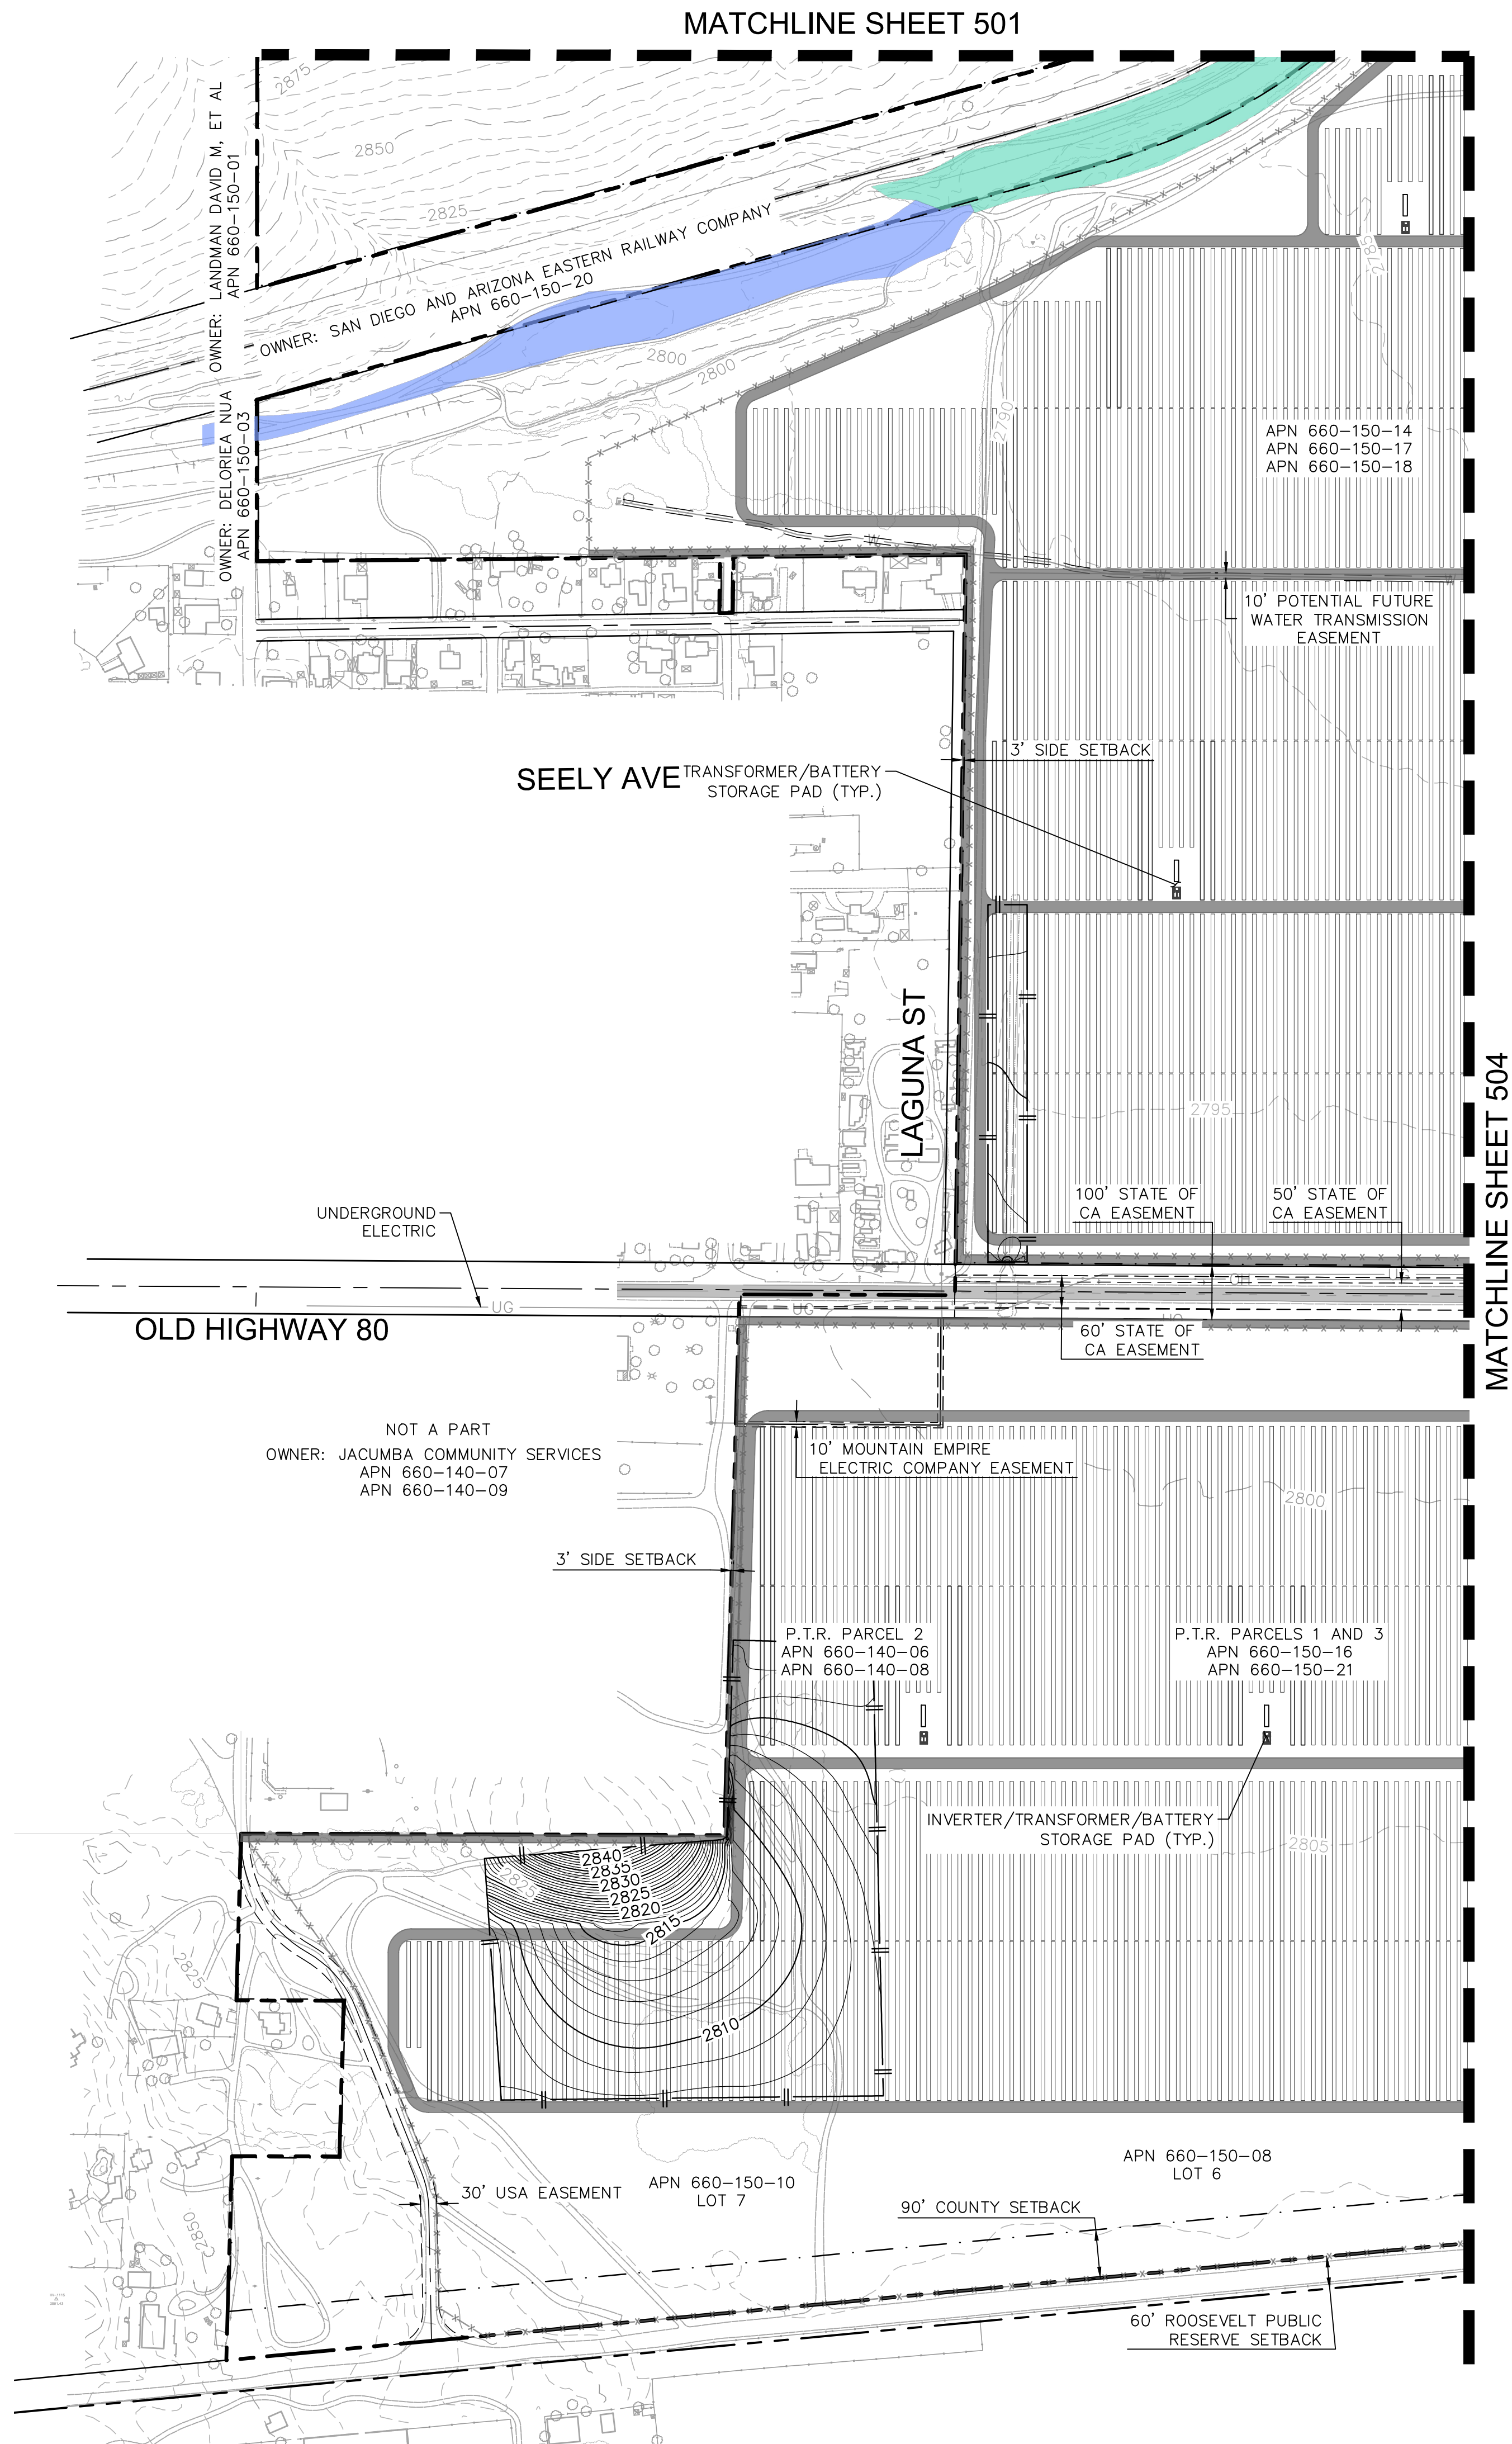 MATCHLINE SHEET 501
2875
2850
2825
OWNER: LANDMAN DAVID M, ET AL
APN 660-150-01
OWNER: SAN DIEGO AND ARIZONA EASTERN RAILWAY COMPANY
APN 660-150-20
2785
2800
2800
2790
OWNER: DELORIEA NUA
APN 660-150-03
APN 660-150-14
APN 660-150-17
APN 660-150-18
W
10' POTENTIAL FUTURE
WATER TRANSMISSION
EASEMENT
3' SIDE SETBACK
SEELY AVE
TRANSFORMER/BATTERY
STORAGE PAD (TYP.)
LAGUNA ST
2795
MATCHLINE SHEET 504
100' STATE OF
CA EASEMENT
50' STATE OF
CA EASEMENT
UNDERGROUND
ELECTRIC
OH
UG
UG
OLD HIGHWAY 80
60' STATE OF
CA EASEMENT
NOT A PART
OWNER: JACUMBA COMMUNITY SERVICES
APN 660-140-07
APN 660-140-09
10' MOUNTAIN EMPIRE
ELECTRIC COMPANY EASEMENT
2800
3' SIDE SETBACK
P.T.R. PARCEL 2
APN 660-140-06
APN 660-140-08
P.T.R. PARCELS 1 AND 3
APN 660-150-16
APN 660-150-21
INVERTER/TRANSFORMER/BATTERY
STORAGE PAD (TYP.)
2805
2840
2835
2830
2825
2820
2815
2825
2825
2810
APN 660-150-08
LOT 6
APN 660-150-10
LOT 7
30' USA EASEMENT
90' COUNTY SETBACK
2850
60' ROOSEVELT PUBLIC
RESERVE SETBACK